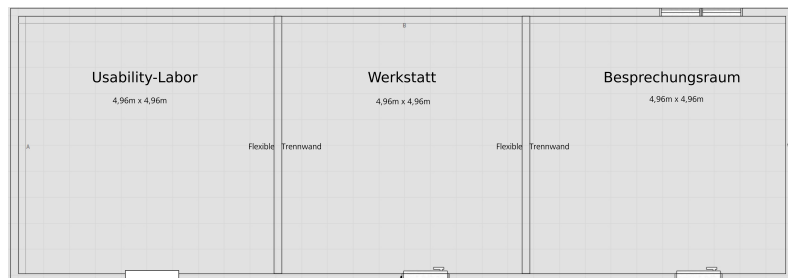 B
Usability-Labor
Werkstatt
Besprechungsraum
4,96m x 4,96m
4,96m x 4,96m
4,96m x 4,96m
A
Flexible Trennwand
Flexible Trennwand